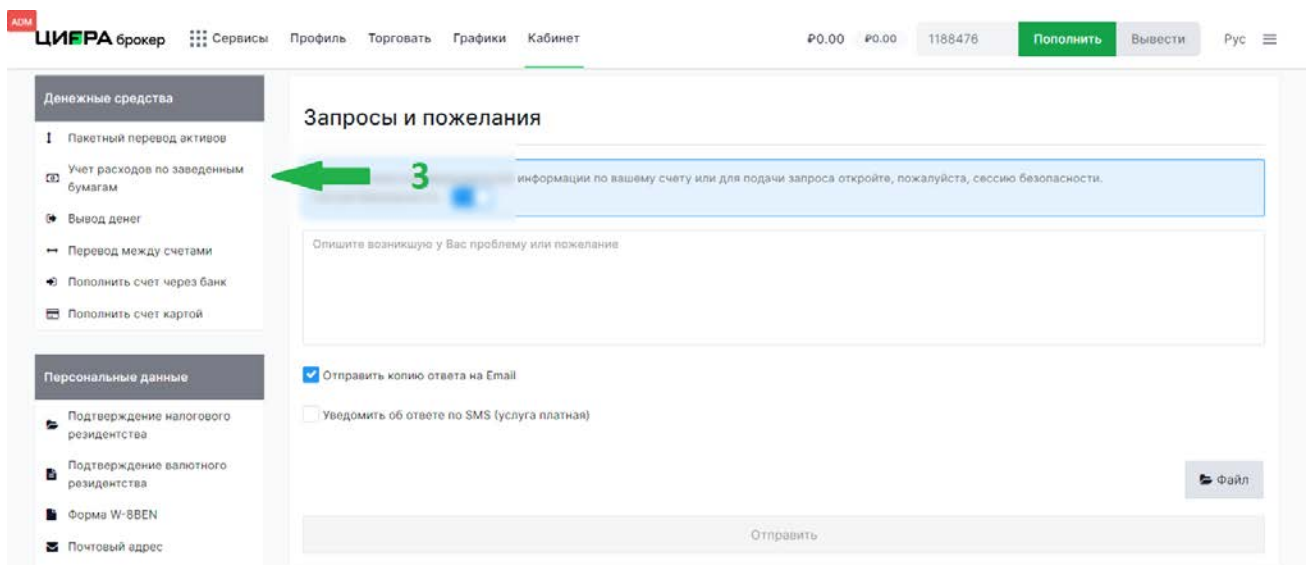 ADM
ЦИФРА брокер
Сервисы
Профиль
Торговать
Графики
Кабинет
₽0.00
₽0.00
1188476
Пополнить
Вывести
Рус
Денежные средства
Пакетный перевод активов
Учет расходов по заведенным
бумагам
Вывод денег
Перевод между счетами
Пополнить счет через банк
Пополнить счет картой
Персональные данные
Подтверждение налогового
резидентства
Подтверждение валютного
резидентства
Форма W-8BEN
Почтовый адрес
3
Запросы и пожелания
информации по вашему счету или для подачи запроса откройте, пожалуйста, сессию безопасности.
Опишите возникшую у Вас проблему или пожелание
Отправить копию ответа на Email
Уведомить об ответе по SMS (услуга платная)
Файл
Отправить